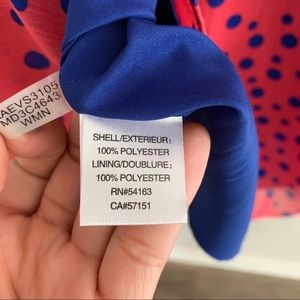 AEVS3105
MD3C4643
WMN
SHELL/EXTERIEUR:
100% POLYESTER
LINING/DOUBLURE:
100% POLYESTER
RN#54163
CA#57151